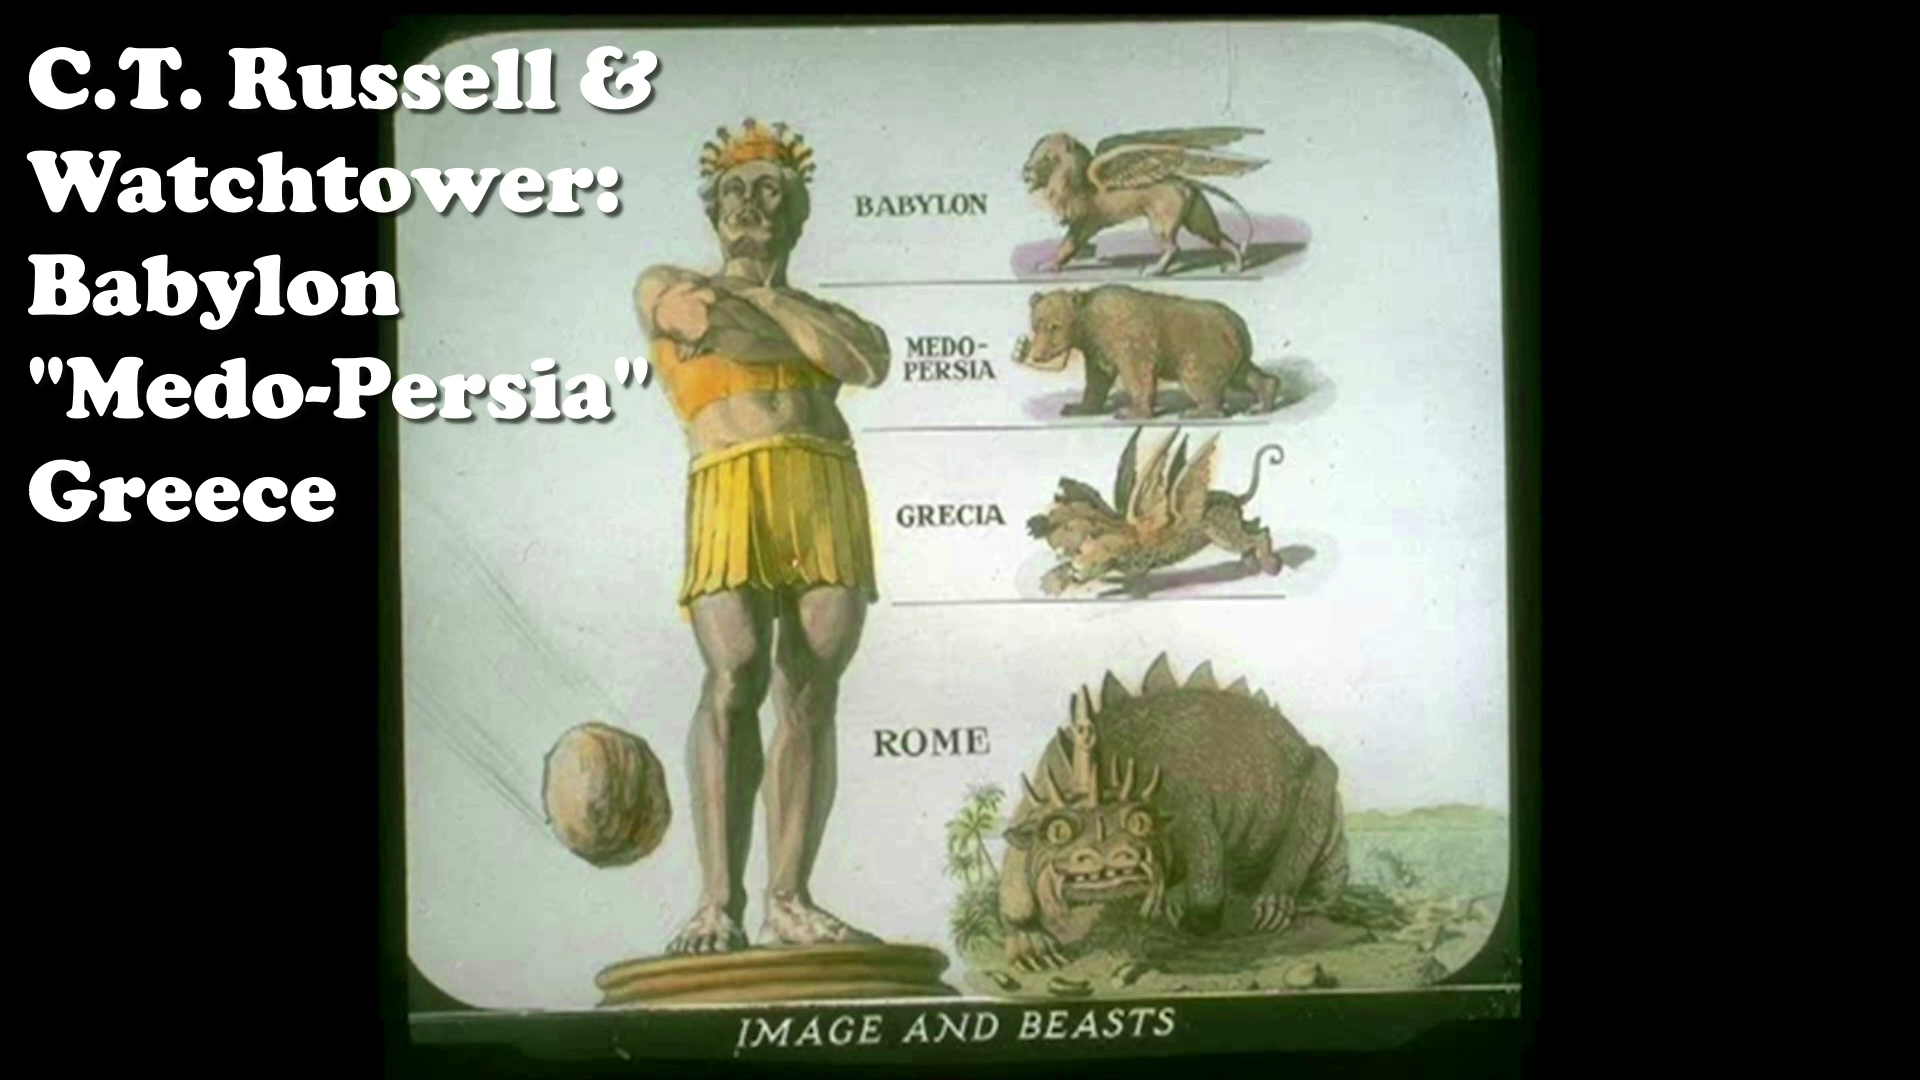 C.T. Russell &
Watchtower:
Babylon
"Medo-Persia"
Greece
BABYLON
MEDO-
PERSIA
GRECIA
ROME
IMAGE AND BEASTS